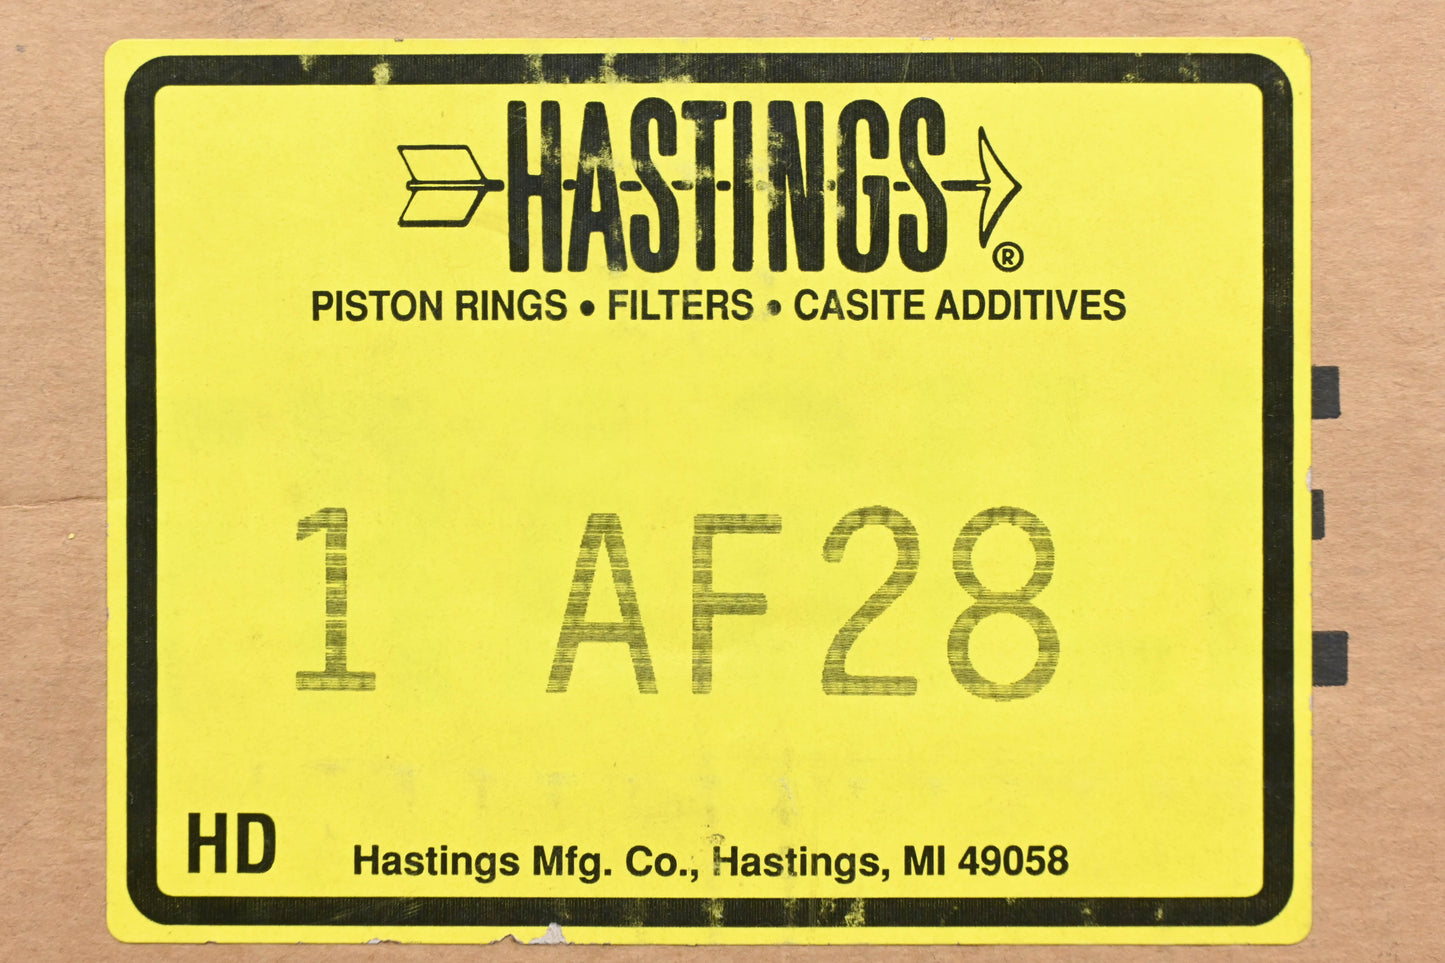 HASTINGS®
PISTON RINGS • FILTERS • CASITE ADDITIVES
1 AF28
HD
Hastings Mfg. Co., Hastings, MI 49058